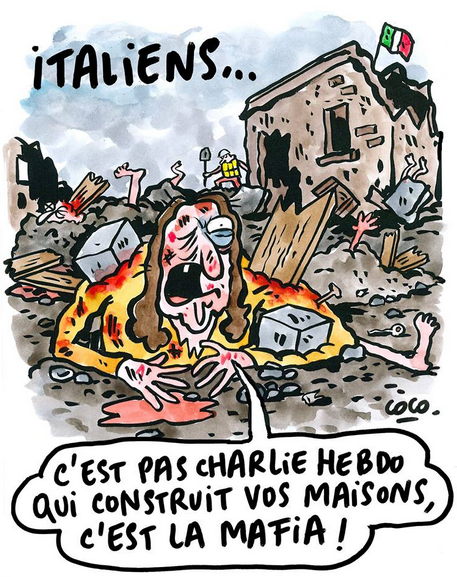 iTALiENS...
COCO.
C'EST PAS CHARLiE HEBDO
QUi CONSTRUiT VOS MAiSONS,
C'EST LA MAFiA !